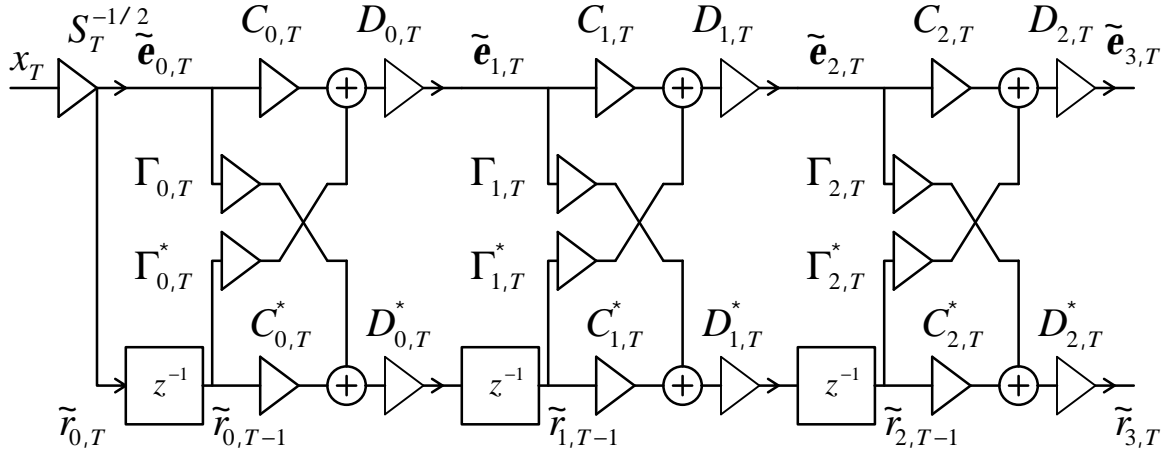 S_T^{-1/2} C_{0,T} D_{0,T} C_{1,T} D_{1,T} C_{2,T} D_{2,T}
x_T ẽ_{0,T} ẽ_{1,T} ẽ_{2,T} ẽ_{3,T}
+ + +
Γ_{0,T} Γ_{1,T} Γ_{2,T}
Γ^*_{0,T} Γ^*_{1,T} Γ^*_{2,T}
C^*_{0,T} D^*_{0,T} C^*_{1,T} D^*_{1,T} C^*_{2,T} D^*_{2,T}
z^{-1} + z^{-1} + z^{-1} +
r̃_{0,T} r̃_{0,T-1} r̃_{1,T-1} r̃_{2,T-1} r̃_{3,T}